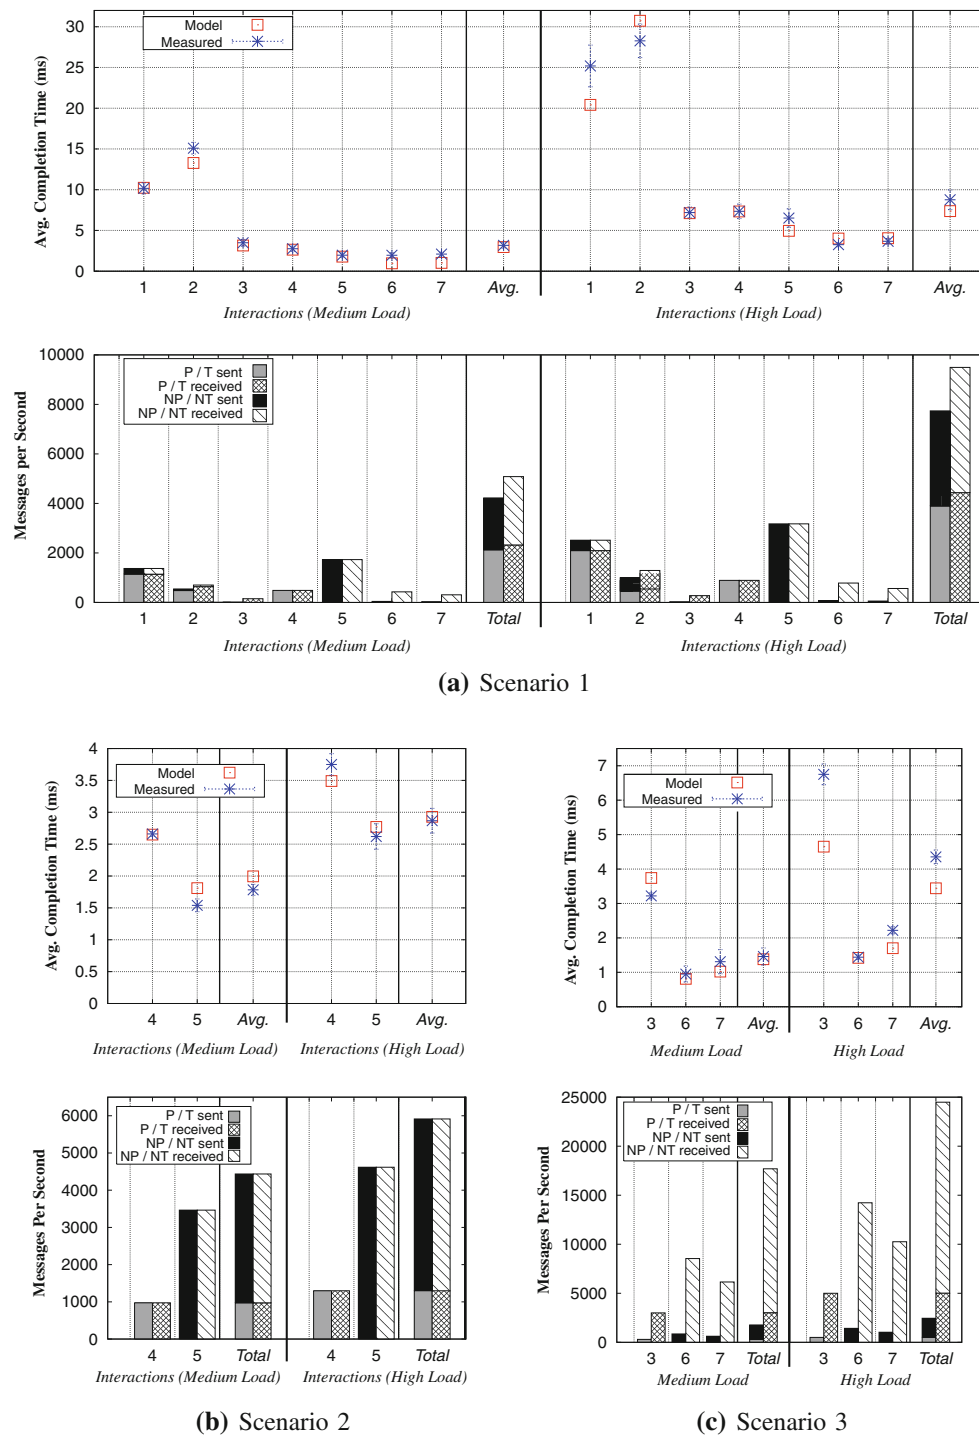 Avg. Completion Time (ms)
30
25
20
15
10
5
0
Model
Measured
1 2 3 4 5 6 7 Avg. 1 2 3 4 5 6 7 Avg.
Interactions (Medium Load) Interactions (High Load)
Messages per Second
10000
8000
6000
4000
2000
0
P / T sent
P / T received
NP / NT sent
NP / NT received
1 2 3 4 5 6 7 Total 1 2 3 4 5 6 7 Total
Interactions (Medium Load) Interactions (High Load)
(a) Scenario 1
Avg. Completion Time (ms)
4
3.5
3
2.5
2
1.5
1
0.5
0
Model
Measured
4 5 Avg. 4 5 Avg.
Interactions (Medium Load) Interactions (High Load)
Messages Per Second
6000
5000
4000
3000
2000
1000
0
P / T sent
P / T received
NP / NT sent
NP / NT received
4 5 Total 4 5 Total
Interactions (Medium Load) Interactions (High Load)
(b) Scenario 2
Avg. Completion Time (ms)
7
6
5
4
3
2
1
0
Model
Measured
3 6 7 Avg. 3 6 7 Avg.
Medium Load High Load
Messages Per Second
25000
20000
15000
10000
5000
0
P / T sent
P / T received
NP / NT sent
NP / NT received
3 6 7 Total 3 6 7 Total
Medium Load High Load
(c) Scenario 3